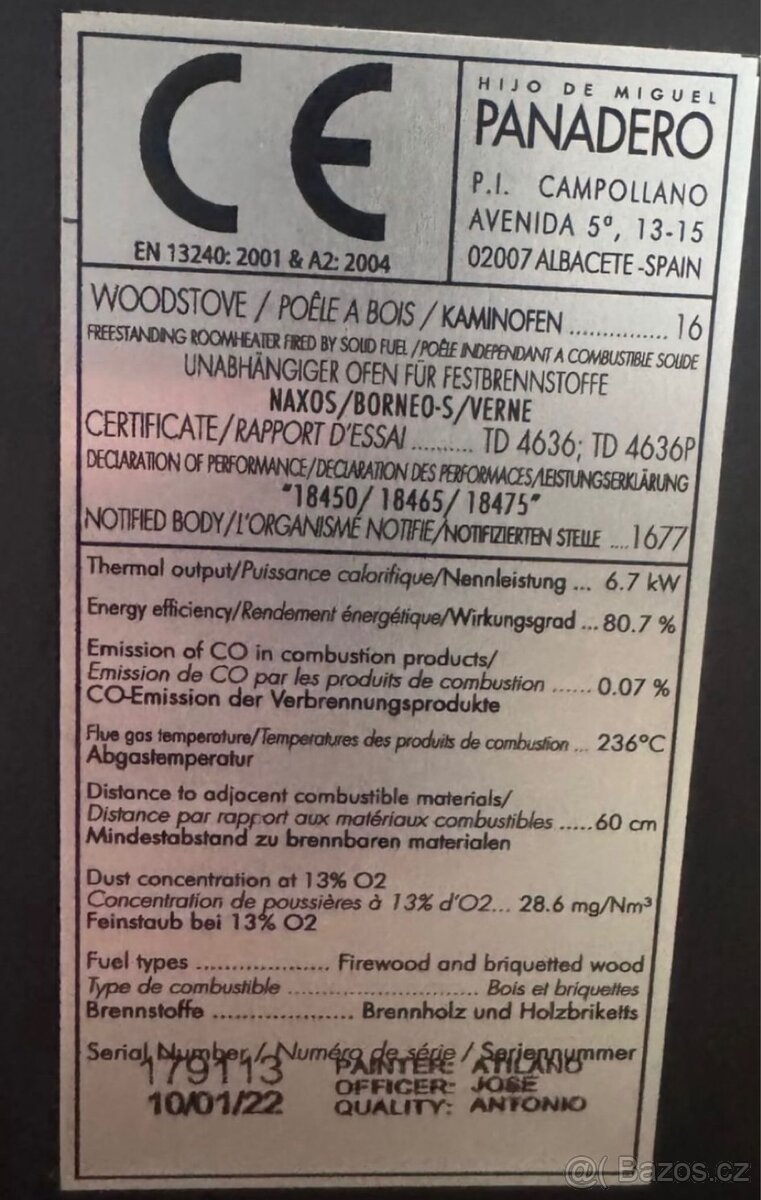 CE
EN 13240: 2001 & A2: 2004
HIJO DE MIGUEL
PANADERO
P.I. CAMPOLLANO
AVENIDA 5ª, 13-15
02007 ALBACETE-SPAIN
WOODSTOVE / POÊLE A BOIS / KAMINOFEN ............... 16
FREESTANDING ROOMHEATER FIRED BY SOLID FUEL /POÊLE INDEPENDANT A COMBUSTIBLE SOLIDE
UNABHÄNGIGER OFEN FÜR FESTBRENNSTOFFE
NAXOS/BORNEO-S/VERNE
CERTIFICATE/RAPPORT D'ESSAI .......... TD 4636; TD 4636P
DECLARATION OF PERFORMANCE/DECLARATION DES PERFORMACES/LEISTUNGSERKLÄRUNG
"18450/ 18465/ 18475"
NOTIFIED BODY/L'ORGANISME NOTIFIE/NOTIFIZIERTEN STELLE ....1677
Thermal output/Puissance calorifique/Nennleistung ... 6.7 kW
Energy efficiency/Rendement énergétique/Wirkungsgrad ...80.7 %
Emission of CO in combustion products/
Emission de CO par les produits de combustion ...... 0.07 %
CO-Emission der Verbrennungsprodukte
Flue gas temperature/Temperatures des produits de combustion ... 236ºC
Abgastemperatur
Distance to adjacent combustible materials/
Distance par rapport aux matériaux combustibles .....60 cm
Mindestabstand zu brennbaren materialen
Dust concentration at 13% O2
Concentration de poussières à 13% d'O2... 28.6 mg/Nm³
Feinstaub bei 13% O2
Fuel types ................... Firewood and briquetted wood
Type de combustible ........................... Bois et briquettes
Brennstoffe .................... Brennholz und Holzbriketts
Serial Number / Numéro de série / Seriennummer
179113 PAINTER: ATILANO
OFFICER: JOSE
10/01/22 QUALITY: ANTONIO
@( Bazos.cz